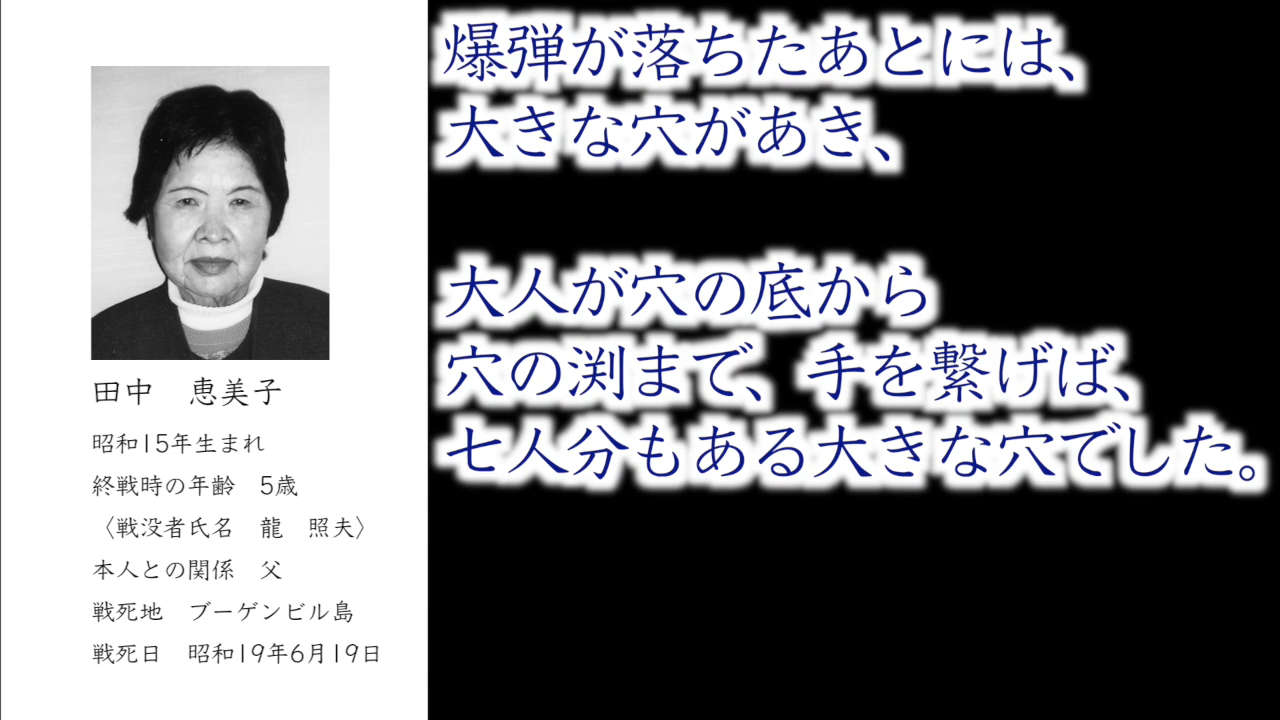 田中　恵美子
昭和15年生まれ
終戦時の年齢　5歳
〈戦没者氏名　龍　照夫〉
本人との関係　父
戦死地　ブーゲンビル島
戦死日　昭和19年6月19日
爆弾が落ちたあとには、
大きな穴があき、
大人が穴の底から
穴の渕まで、手を繋げば、
七人分もある大きな穴でした。